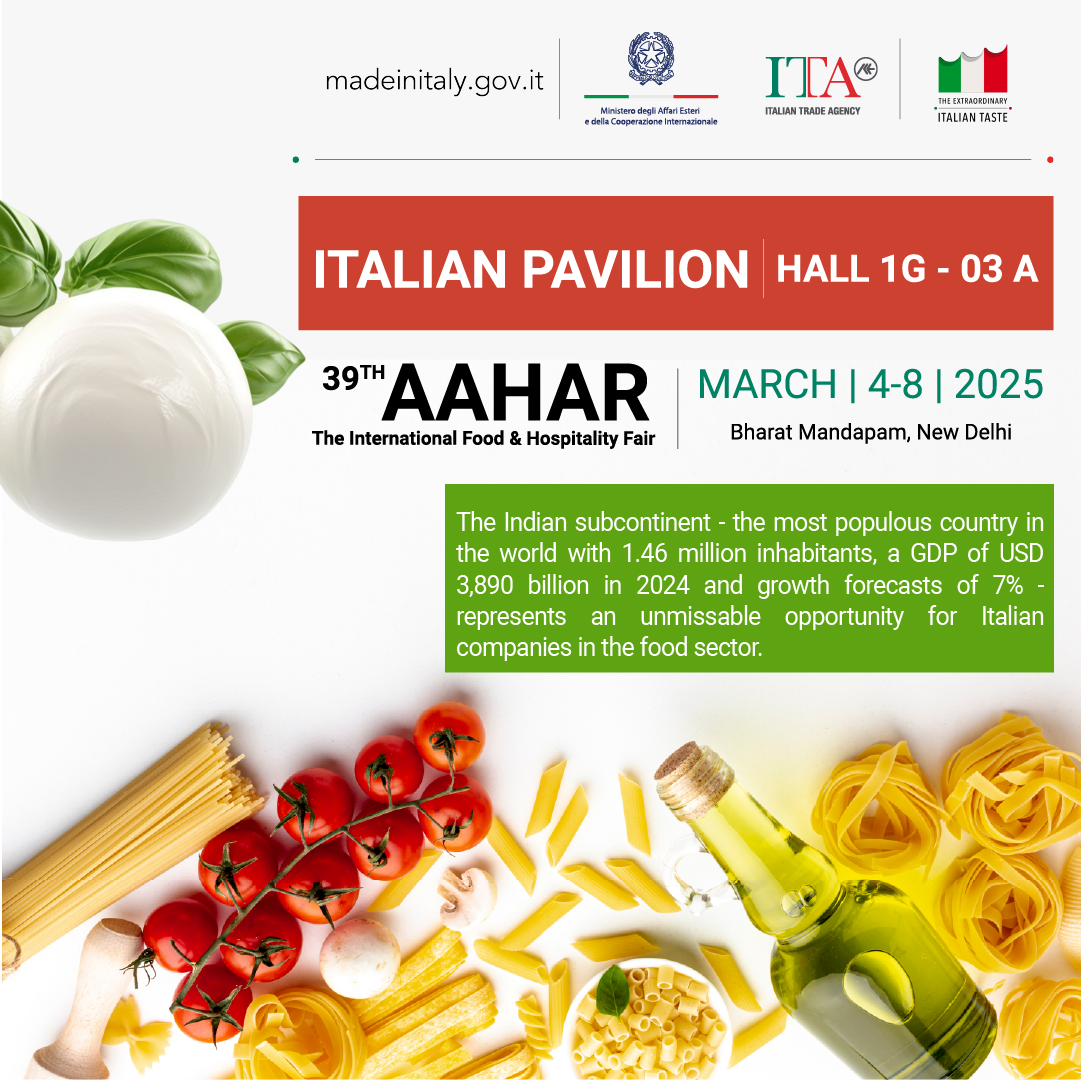 madeinitaly.gov.it
Ministero degli Affari Esteri
e della Cooperazione Internazionale
ITA
ITALIAN TRADE AGENCY
THE EXTRAORDINARY
ITALIAN TASTE
ITALIAN PAVILION | HALL 1G - 03 A
39TH AAHAR
The International Food & Hospitality Fair
MARCH | 4-8 | 2025
Bharat Mandapam, New Delhi
The Indian subcontinent - the most populous country in
the world with 1.46 million inhabitants, a GDP of USD
3,890 billion in 2024 and growth forecasts of 7% -
represents an unmissable opportunity for Italian
companies in the food sector.